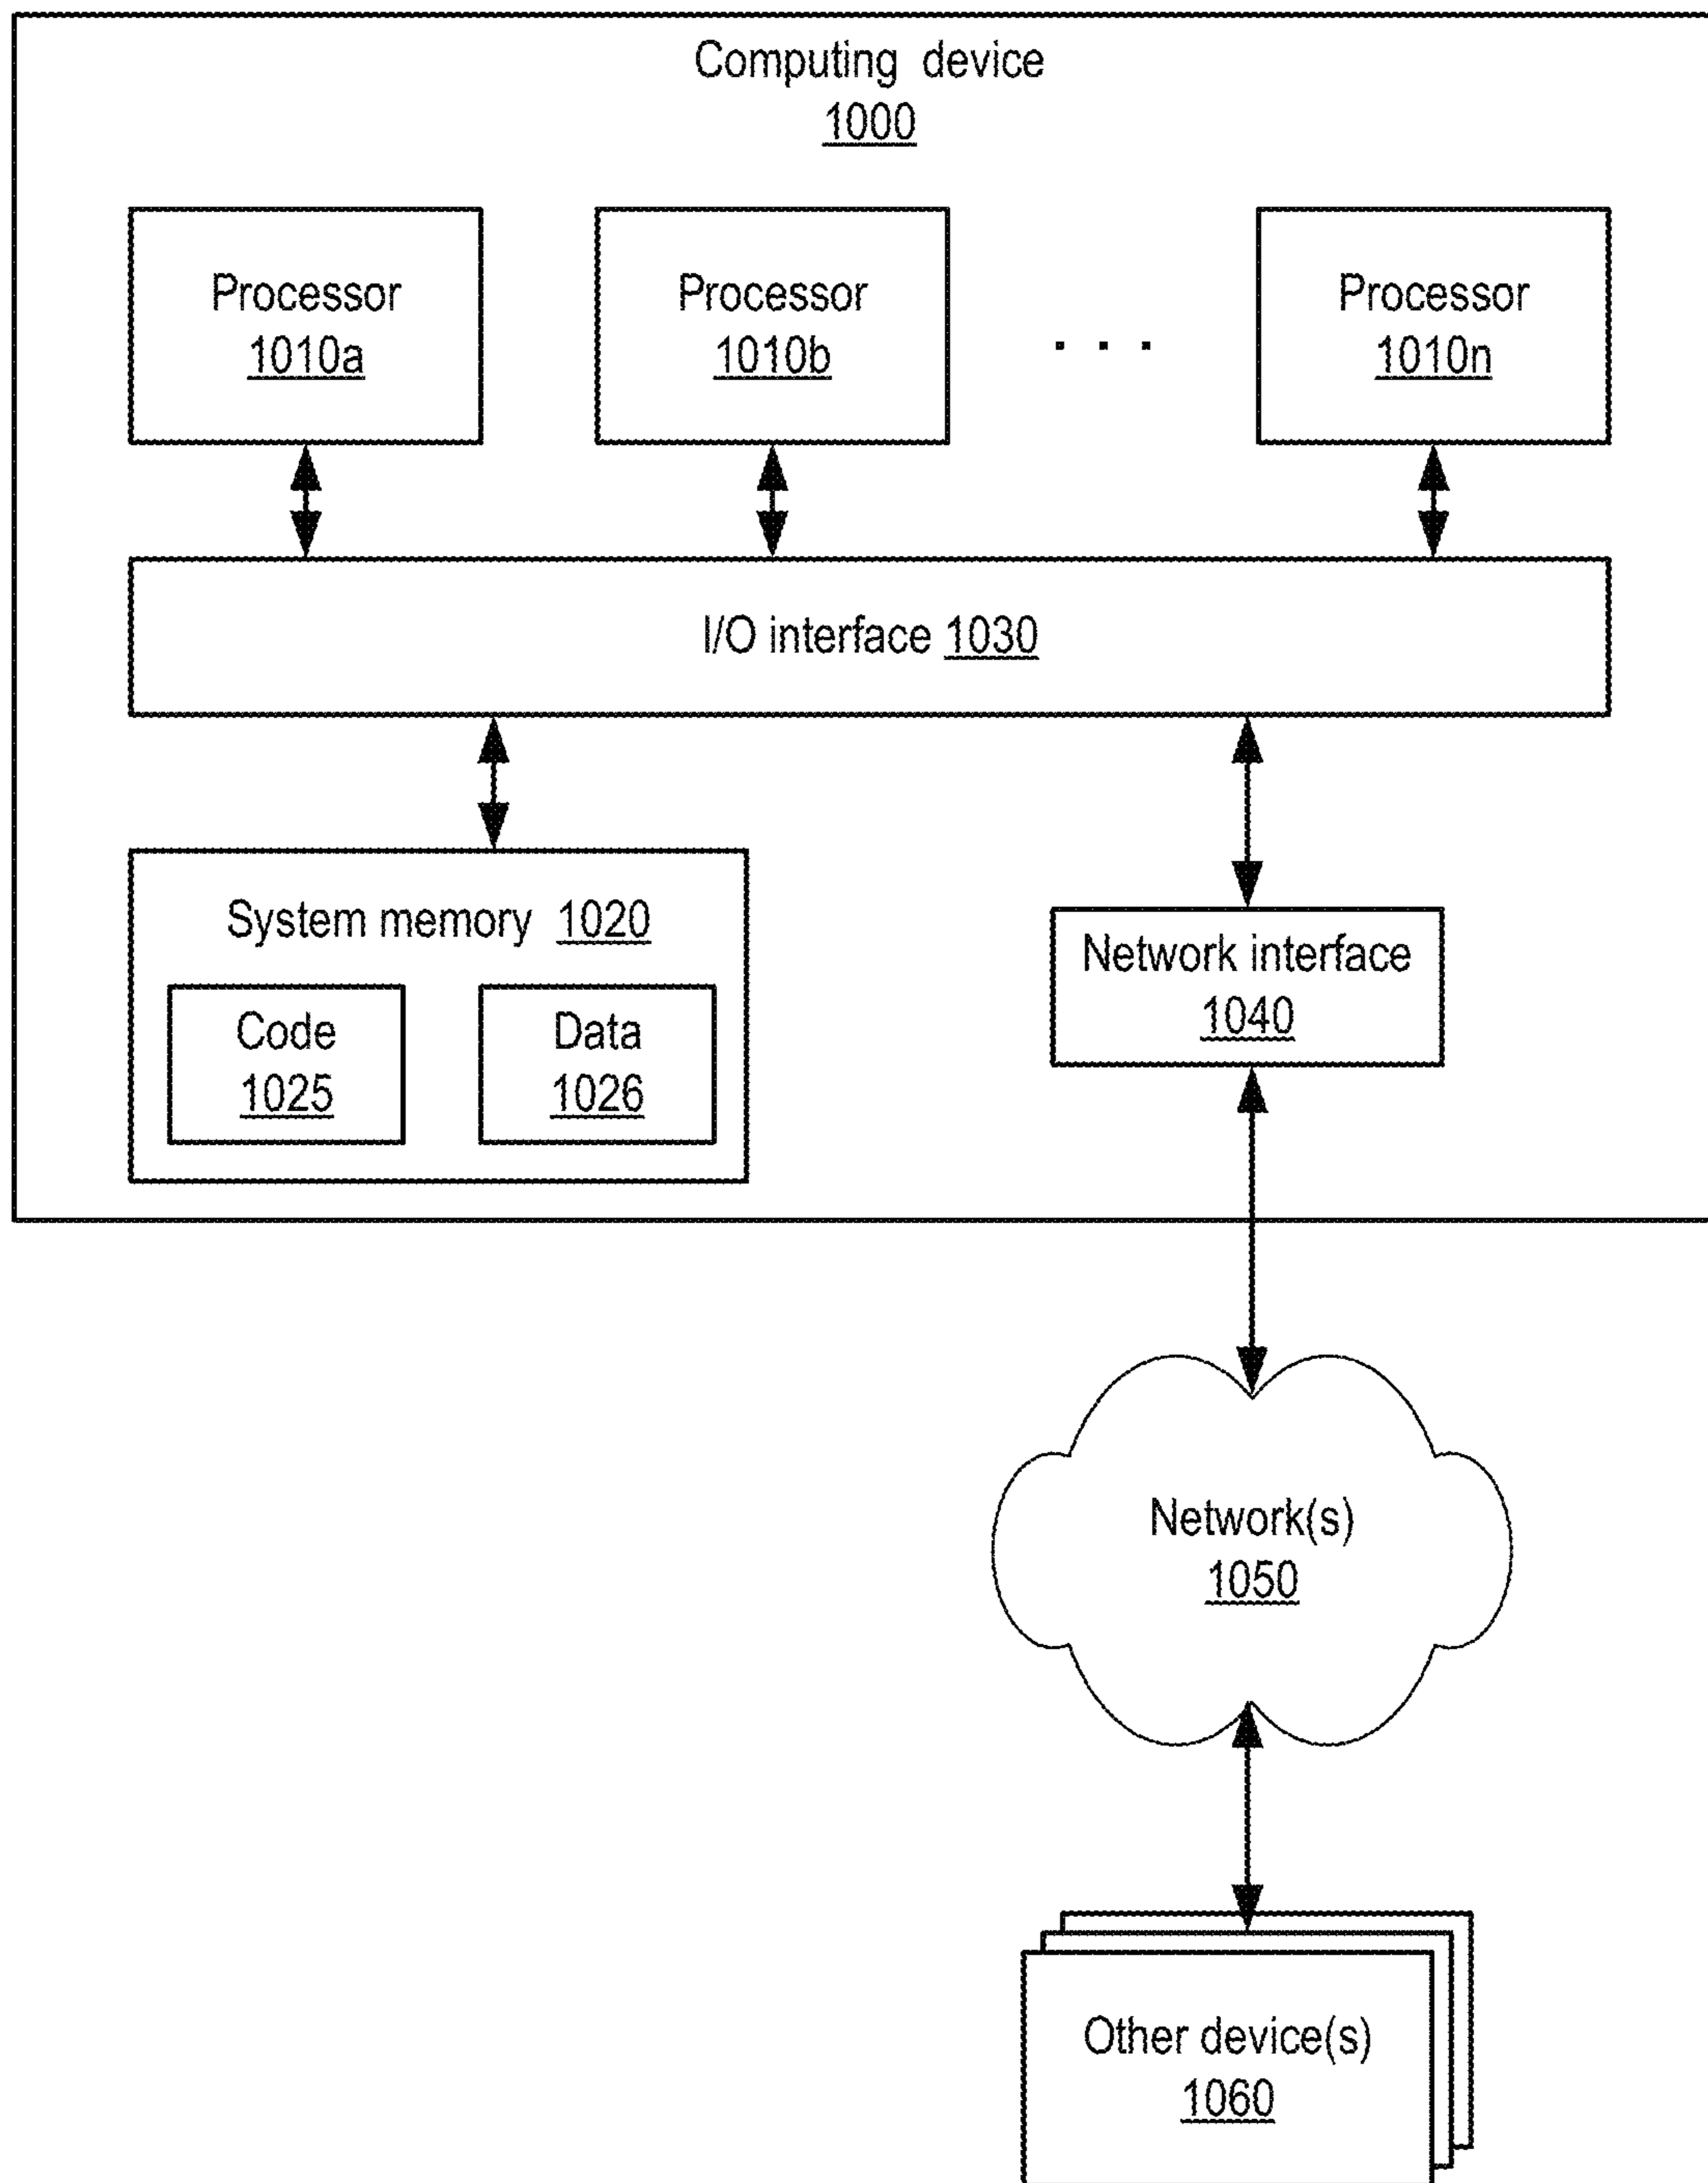 Computing device
1000
Processor
1010a
Processor
1010b
. . .
Processor
1010n
I/O interface 1030
System memory 1020
Code
1025
Data
1026
Network interface
1040
Network(s)
1050
Other device(s)
1060